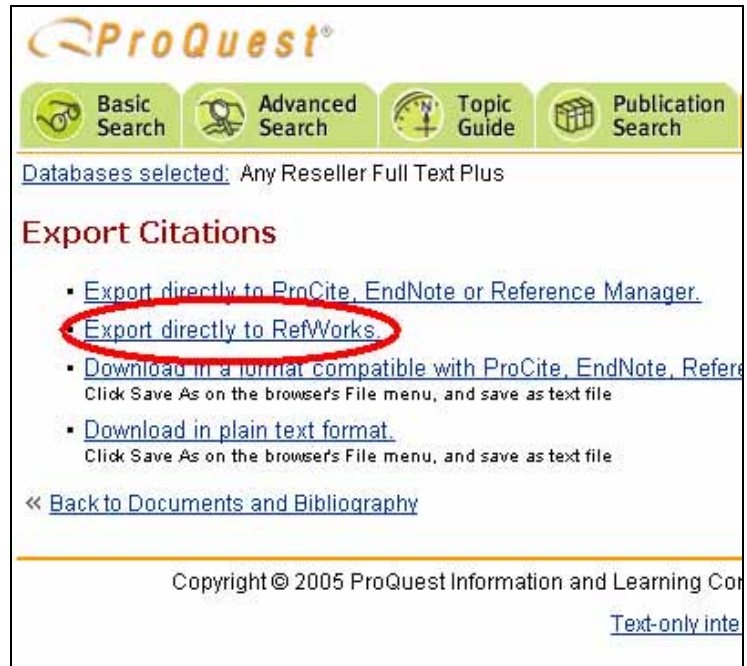 ProQuest®
Basic Search
Advanced Search
Topic Guide
Publication Search
Databases selected: Any Reseller Full Text Plus
Export Citations
Export directly to ProCite, EndNote or Reference Manager.
Export directly to RefWorks.
Download in a format compatible with ProCite, EndNote, Refere
Click Save As on the browser's File menu, and save as text file
Download in plain text format.
Click Save As on the browser's File menu, and save as text file
« Back to Documents and Bibliography
Copyright © 2005 ProQuest Information and Learning Co
Text-only inte